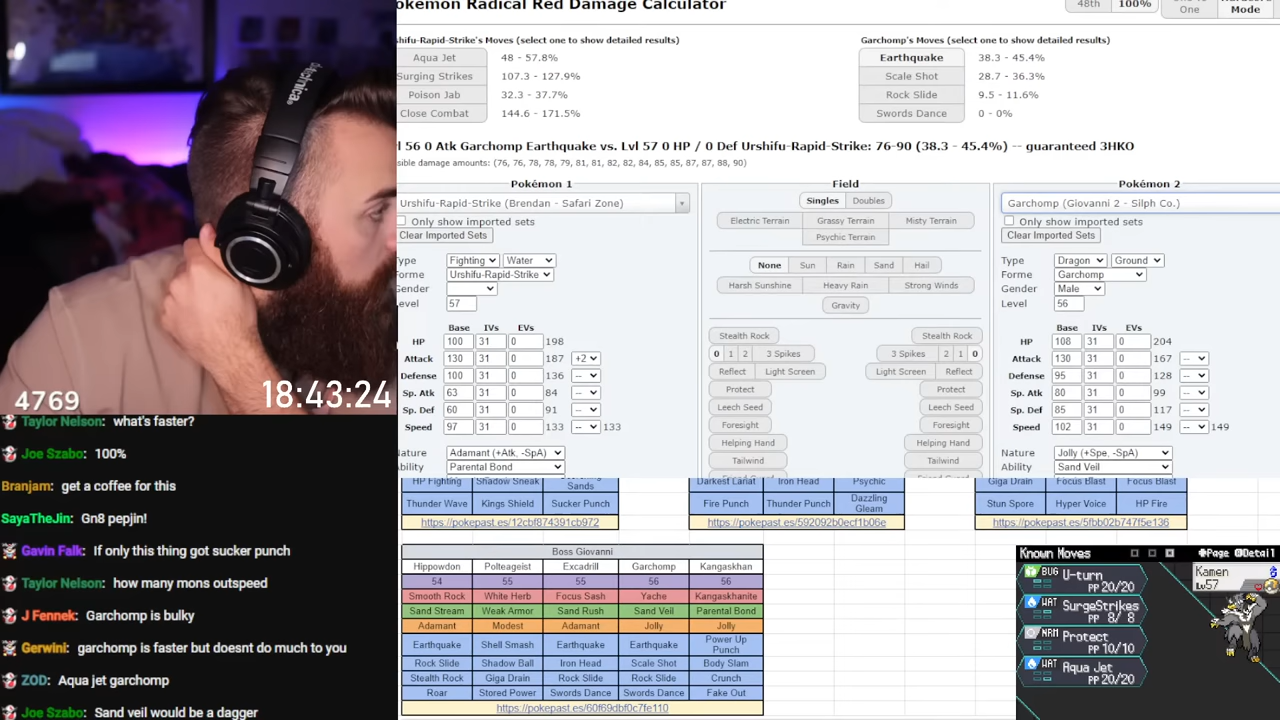 Pokemon Radical Red Damage Calculator
48th
100%
One to One
Hardcore Mode
shifu-Rapid-Strike's Moves (select one to show detailed results)
Aqua Jet 48 - 57.8%
Surging Strikes 107.3 - 127.9%
Poison Jab 32.3 - 37.7%
Close Combat 144.6 - 171.5%
Garchomp's Moves (select one to show detailed results)
Earthquake 38.3 - 45.4%
Scale Shot 28.7 - 36.3%
Rock Slide 9.5 - 11.6%
Swords Dance 0 - 0%
l 56 0 Atk Garchomp Earthquake vs. Lvl 57 0 HP / 0 Def Urshifu-Rapid-Strike: 76-90 (38.3 - 45.4%) -- guaranteed 3HKO
sible damage amounts: (76, 76, 78, 78, 79, 81, 81, 82, 82, 84, 85, 85, 87, 87, 88, 90)
Pokémon 1
Urshifu-Rapid-Strike (Brendan - Safari Zone)
Only show imported sets
Clear Imported Sets
Type Fighting Water
Forme Urshifu-Rapid-Strike
Gender
Level 57
Base IVs EVs
HP 100 31 0 198
Attack 130 31 0 187 +2
Defense 100 31 0 136 --
Sp. Atk 63 31 0 84 --
Sp. Def 60 31 0 91 --
Speed 97 31 0 133 -- 133
Nature Adamant (+Atk, -SpA)
Ability Parental Bond
Field
Singles Doubles
Electric Terrain Grassy Terrain Misty Terrain
Psychic Terrain
None Sun Rain Sand Hail
Harsh Sunshine Heavy Rain Strong Winds
Gravity
Stealth Rock Stealth Rock
0 1 2 3 Spikes 3 Spikes 2 1 0
Reflect Light Screen Light Screen Reflect
Protect Protect
Leech Seed Leech Seed
Foresight Foresight
Helping Hand Helping Hand
Tailwind Tailwind
Pokémon 2
Garchomp (Giovanni 2 - Silph Co.)
Only show imported sets
Clear Imported Sets
Type Dragon Ground
Forme Garchomp
Gender Male
Level 56
Base IVs EVs
HP 108 31 0 204
Attack 130 31 0 167 --
Defense 95 31 0 128 --
Sp. Atk 80 31 0 99 --
Sp. Def 85 31 0 117 --
Speed 102 31 0 149 -- 149
Nature Jolly (+Spe, -SpA)
Ability Sand Veil
audio-technica
4769
18:43:24
Taylor Nelson: what's faster?
Joe Szabo: 100%
Branjam: get a coffee for this
SayaTheJin: Gn8 pepjin!
Gavin Falk: If only this thing got sucker punch
Taylor Nelson: how many mons outspeed
J Fennek: Garchomp is bulky
Gerwini: garchomp is faster but doesnt do much to you
ZOD: Aqua jet garchomp
Joe Szabo: Sand veil would be a dagger
HP Fighting Shadow Sneak Sands
Thunder Wave Kings Shield Sucker Punch
https://pokepast.es/12cbf874391cb972
Darkest Lariat Iron Head Psychic
Fire Punch Thunder Punch Dazzling Gleam
https://pokepast.es/592092b0ecf1b06e
Giga Drain Focus Blast Focus Blast
Stun Spore Hyper Voice HP Fire
https://pokepast.es/5fbb02b747f5e136
Boss Giovanni
Hippowdon Polteageist Excadrill Garchomp Kangaskhan
54 55 55 56 56
Smooth Rock White Herb Focus Sash Yache Kangaskhanite
Sand Stream Weak Armor Sand Rush Sand Veil Parental Bond
Adamant Modest Adamant Jolly Jolly
Earthquake Shell Smash Earthquake Earthquake Power Up Punch
Rock Slide Shadow Ball Iron Head Scale Shot Body Slam
Stealth Rock Giga Drain Rock Slide Rock Slide Crunch
Roar Stored Power Swords Dance Swords Dance Fake Out
https://pokepast.es/60f69dbf0c7fe110
Known Moves Page Detail
BUG U-turn
PP 20/20
WAT SurgeStrikes
PP 8/ 8
NRM Protect
PP 10/10
WAT Aqua Jet
PP 20/20
Kamen
Lv57